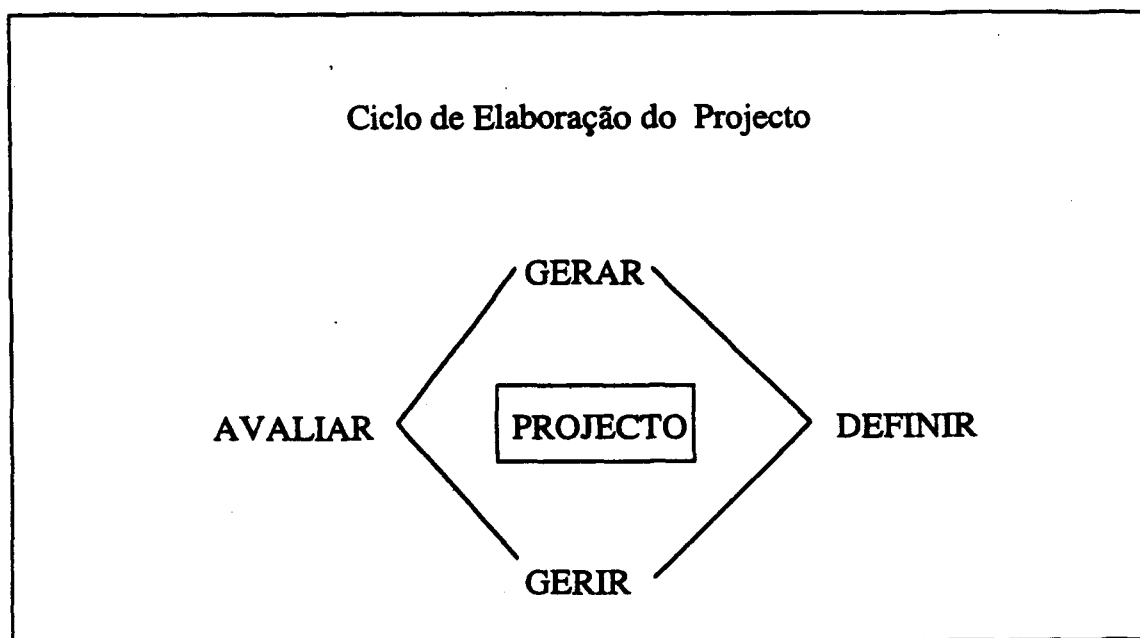 Ciclo de Elaboração do Projecto
GERAR
AVALIAR PROJECTO DEFINIR
GERIR